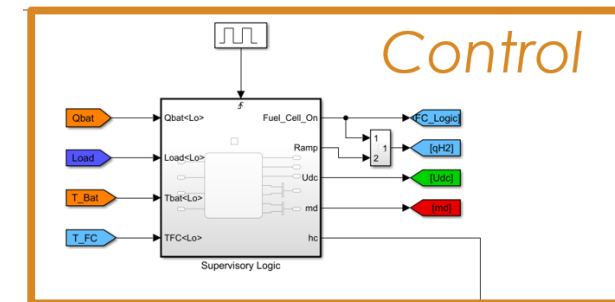 Control
Qbat
Load
T_Bat
T_FC
Qbat<Lo>
Load<Lo>
Tbat<Lo>
TFC<Lo>
Fuel_Cell_On
Ramp
Udc
md
hc
1
2
1
FC_Logic]
[qH2]
[Udc]
[md]
Supervisory Logic